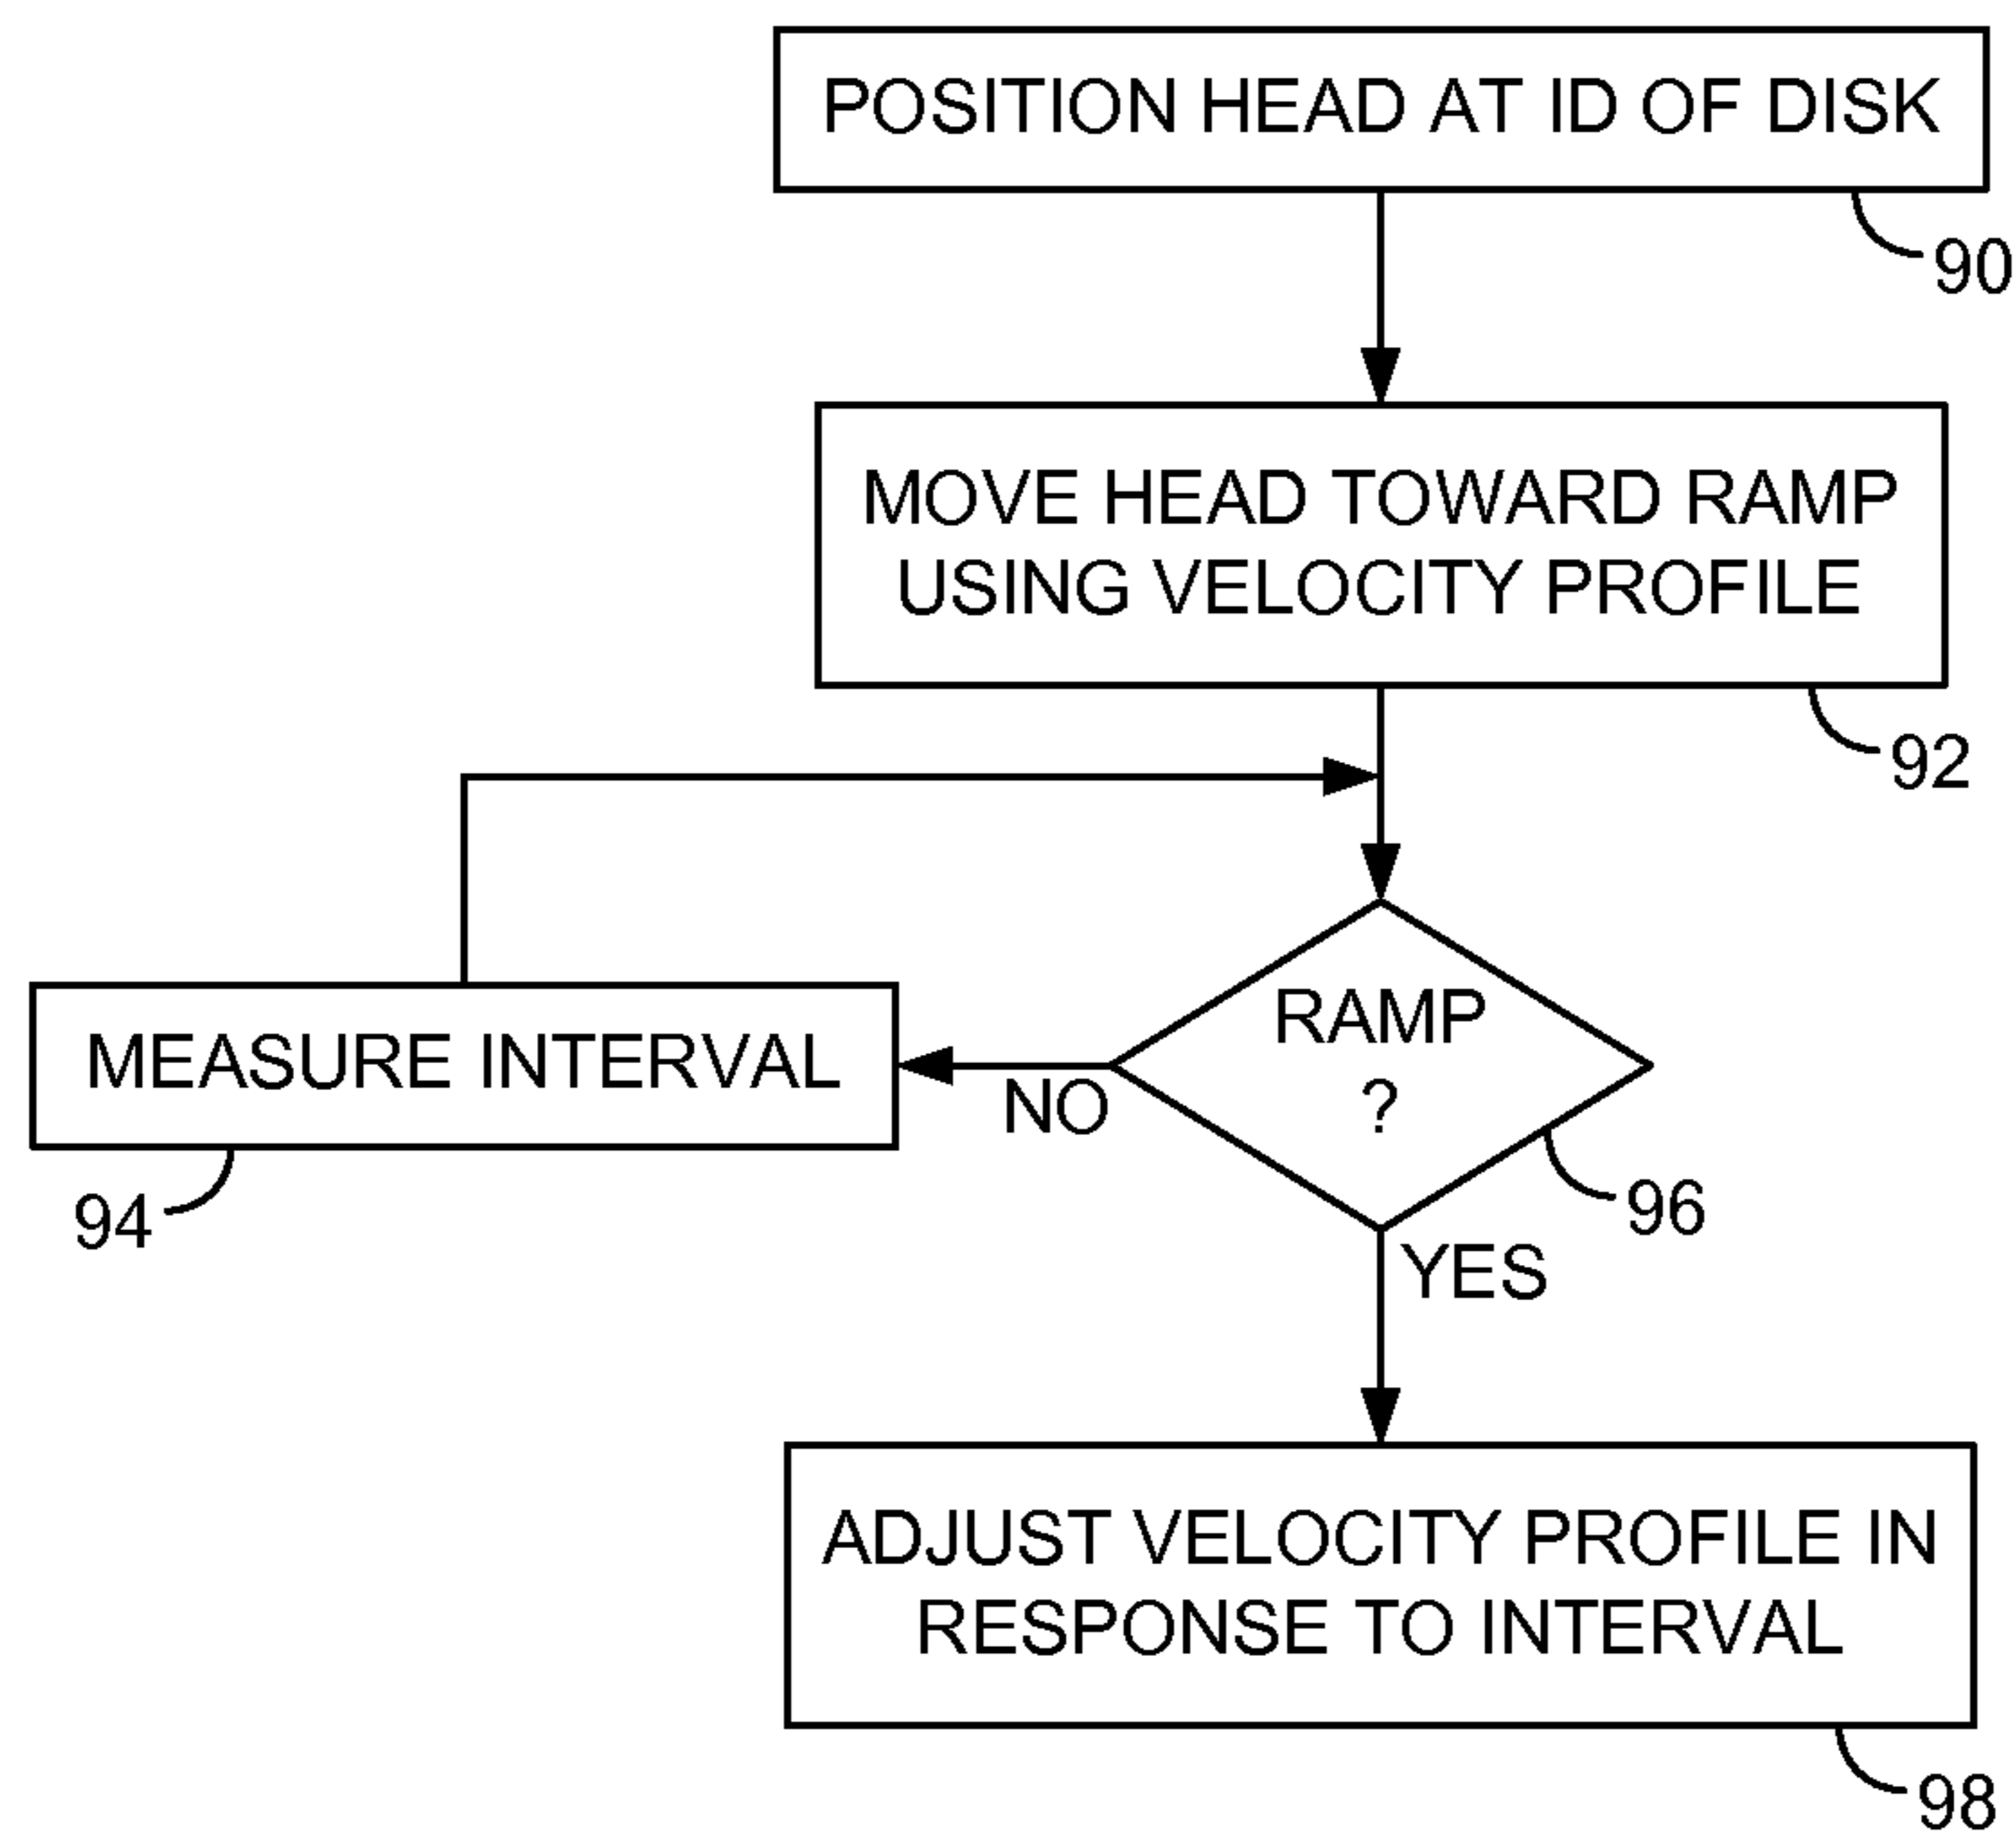 POSITION HEAD AT ID OF DISK
90
MOVE HEAD TOWARD RAMP
USING VELOCITY PROFILE
92
RAMP
?
96
NO
MEASURE INTERVAL
94
YES
ADJUST VELOCITY PROFILE IN
RESPONSE TO INTERVAL
98